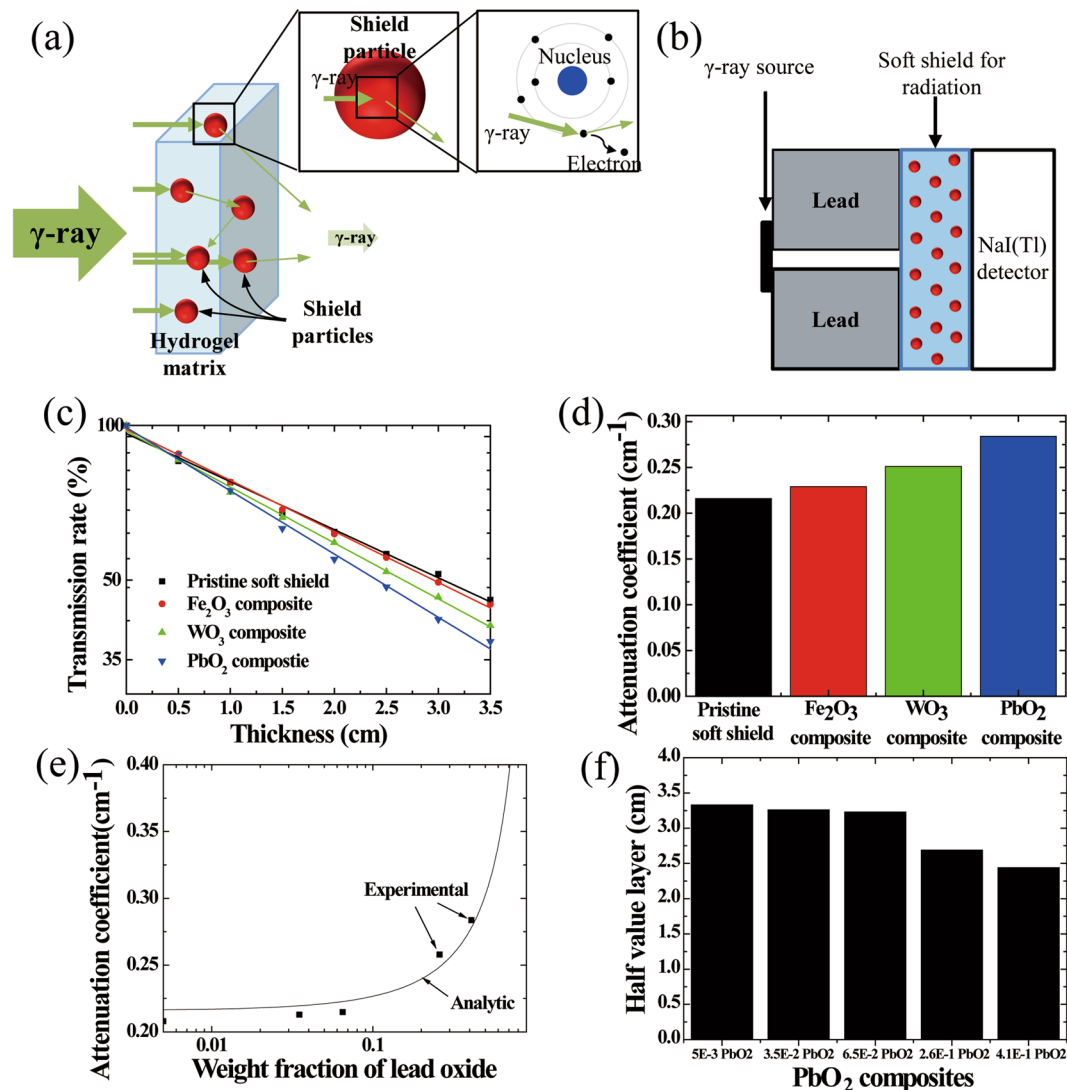 (a)
Shield
particle
γ-ray
Nucleus
γ-ray
Electron
γ-ray
γ-ray
Shield
particles
Hydrogel
matrix
(b)
γ-ray source
Soft shield for
radiation
Lead
Lead
NaI(Tl)
detector
(c)
Transmission rate (%)
100
50
35
Pristine soft shield
Fe₂O₃ composite
WO₃ composite
PbO₂ compostie
0.0 0.5 1.0 1.5 2.0 2.5 3.0 3.5
Thickness (cm)
(d)
Attenuation coefficient (cm⁻¹)
0.30
0.25
0.20
0.15
0.10
0.05
0.00
Pristine
soft shield
Fe₂O₃
composite
WO₃
composite
PbO₂
composite
(e)
Attenuation coefficient(cm⁻¹)
0.40
0.35
0.30
0.25
0.20
Experimental
Analytic
0.01 0.1
Weight fraction of lead oxide
(f)
Half value layer (cm)
3.5
3.0
2.5
2.0
1.5
1.0
0.5
0.0
5E-3 PbO2 3.5E-2 PbO2 6.5E-2 PbO2 2.6E-1 PbO2 4.1E-1 PbO2
PbO₂ composites